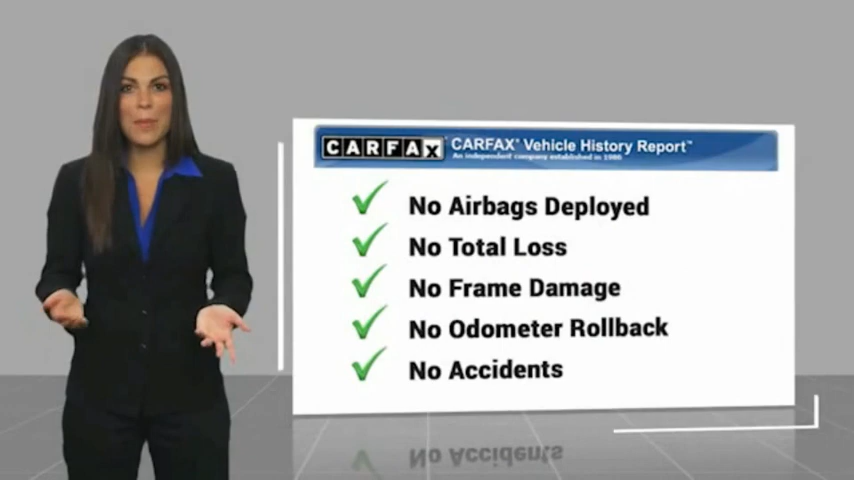 CARFAX CARFAX® Vehicle History Report™
An independent company established in 1986
No Airbags Deployed
No Total Loss
No Frame Damage
No Odometer Rollback
No Accidents
No Accidents